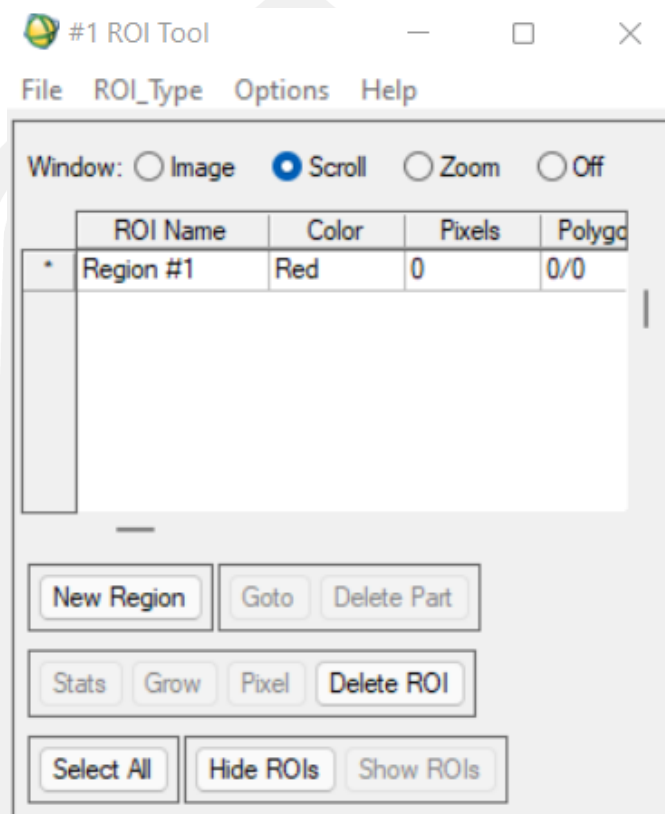 #1 ROI Tool
File ROI_Type Options Help
Window: Image Scroll Zoom Off
ROI Name Color Pixels Polygo
* Region #1 Red 0 0/0
New Region Goto Delete Part
Stats Grow Pixel Delete ROI
Select All Hide ROIs Show ROIs